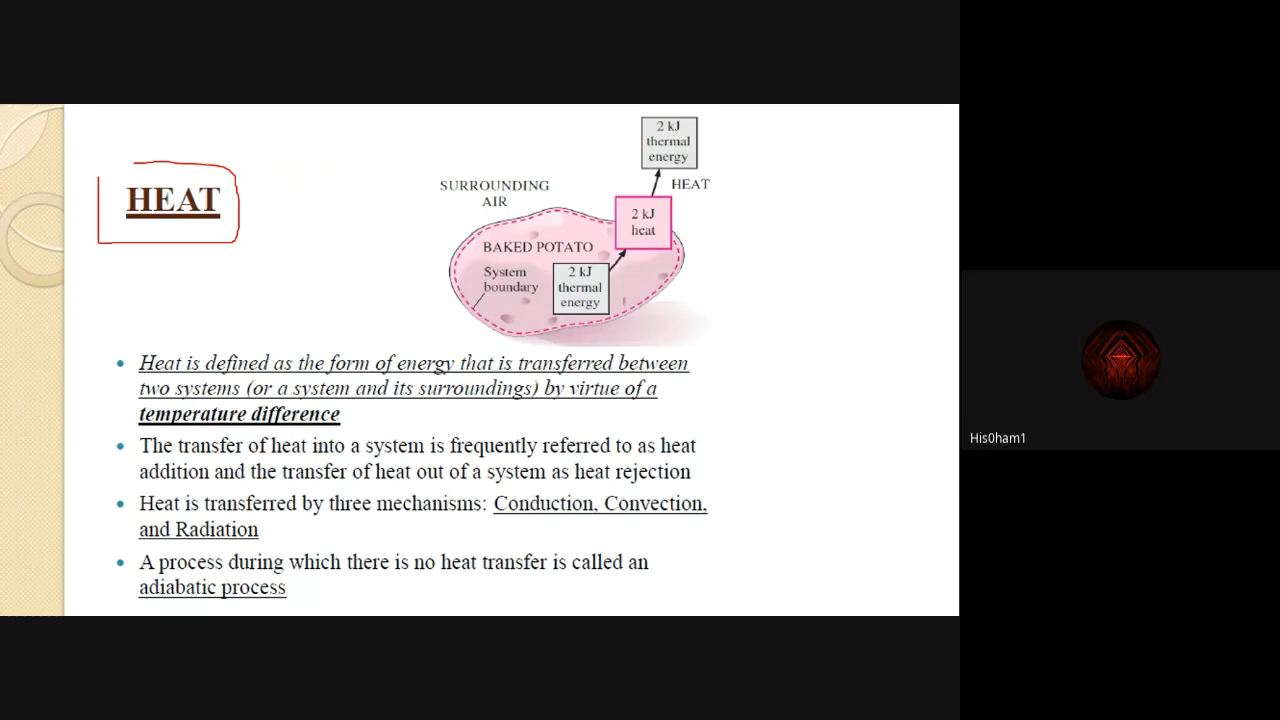 HEAT
2 kJ
thermal
energy
HEAT
SURROUNDING
AIR
2 kJ
heat
BAKED POTATO
System
boundary
2 kJ
thermal
energy
• Heat is defined as the form of energy that is transferred between
two systems (or a system and its surroundings) by virtue of a
temperature difference
• The transfer of heat into a system is frequently referred to as heat
addition and the transfer of heat out of a system as heat rejection
• Heat is transferred by three mechanisms: Conduction, Convection,
and Radiation
• A process during which there is no heat transfer is called an
adiabatic process
His0ham1